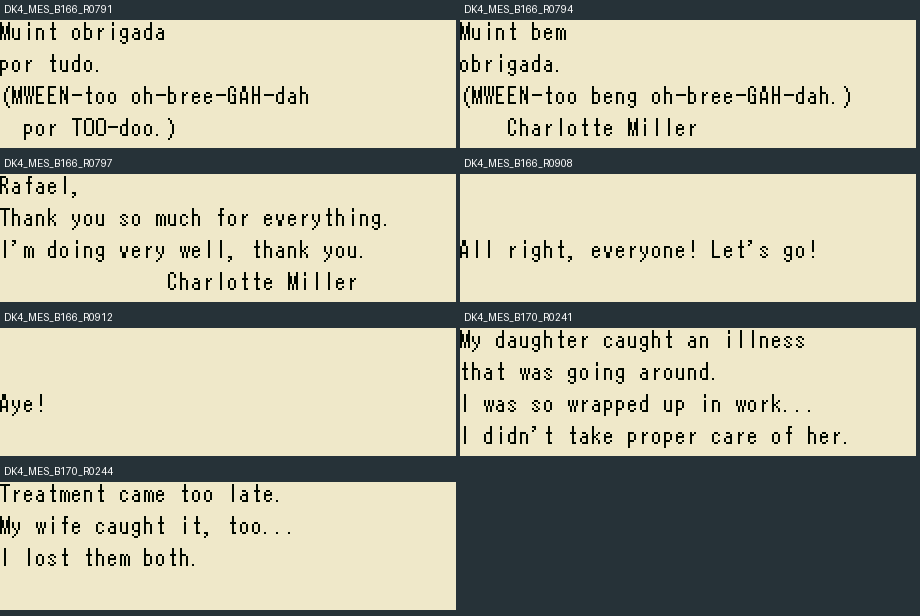 DK4_MES_B166_R0791
Muint obrigada
por tudo.
(MWEEN-too oh-bree-GAH-dah
por TOO-doo.)
DK4_MES_B166_R0794
Muint bem
obrigada.
(MWEEN-too beng oh-bree-GAH-dah.)
Charlotte Miller
DK4_MES_B166_R0797
Rafael,
Thank you so much for everything.
I'm doing very well, thank you.
Charlotte Miller
DK4_MES_B166_R0908
All right, everyone! Let's go!
DK4_MES_B166_R0912
Aye!
DK4_MES_B170_R0241
My daughter caught an illness
that was going around.
I was so wrapped up in work...
I didn't take proper care of her.
DK4_MES_B170_R0244
Treatment came too late.
My wife caught it, too...
I lost them both.